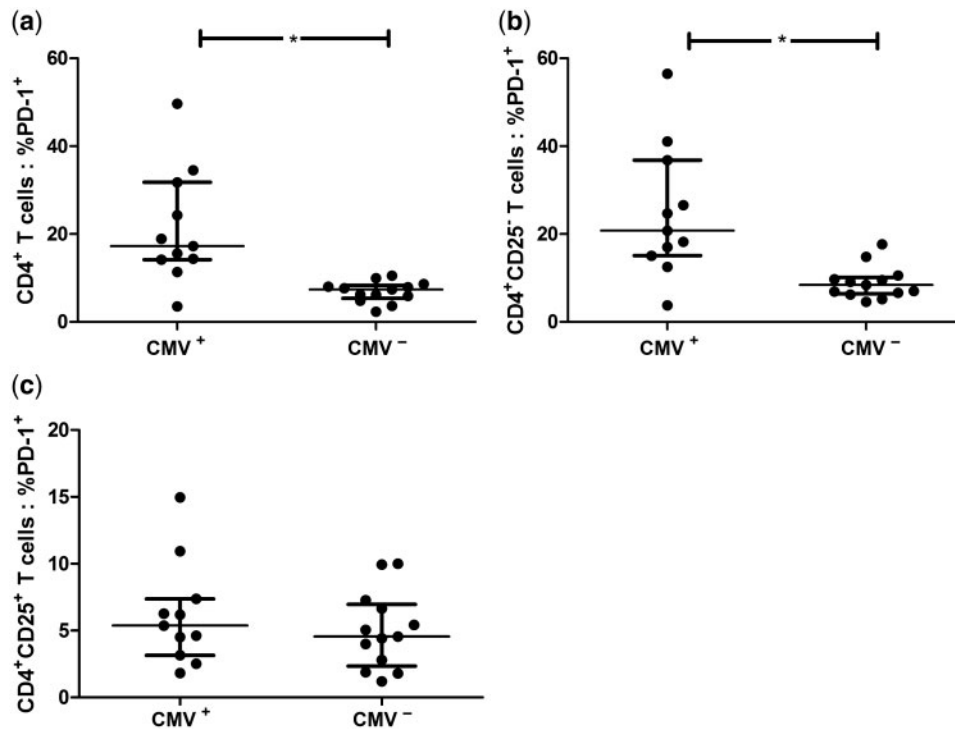 (a)
*
CD4⁺ T cells : %PD-1⁺
60
40
20
0
CMV⁺
CMV⁻
(b)
*
CD4⁺CD25⁻ T cells : %PD-1⁺
60
40
20
0
CMV⁺
CMV⁻
(c)
CD4⁺CD25⁺ T cells : %PD-1⁺
20
15
10
5
0
CMV⁺
CMV⁻